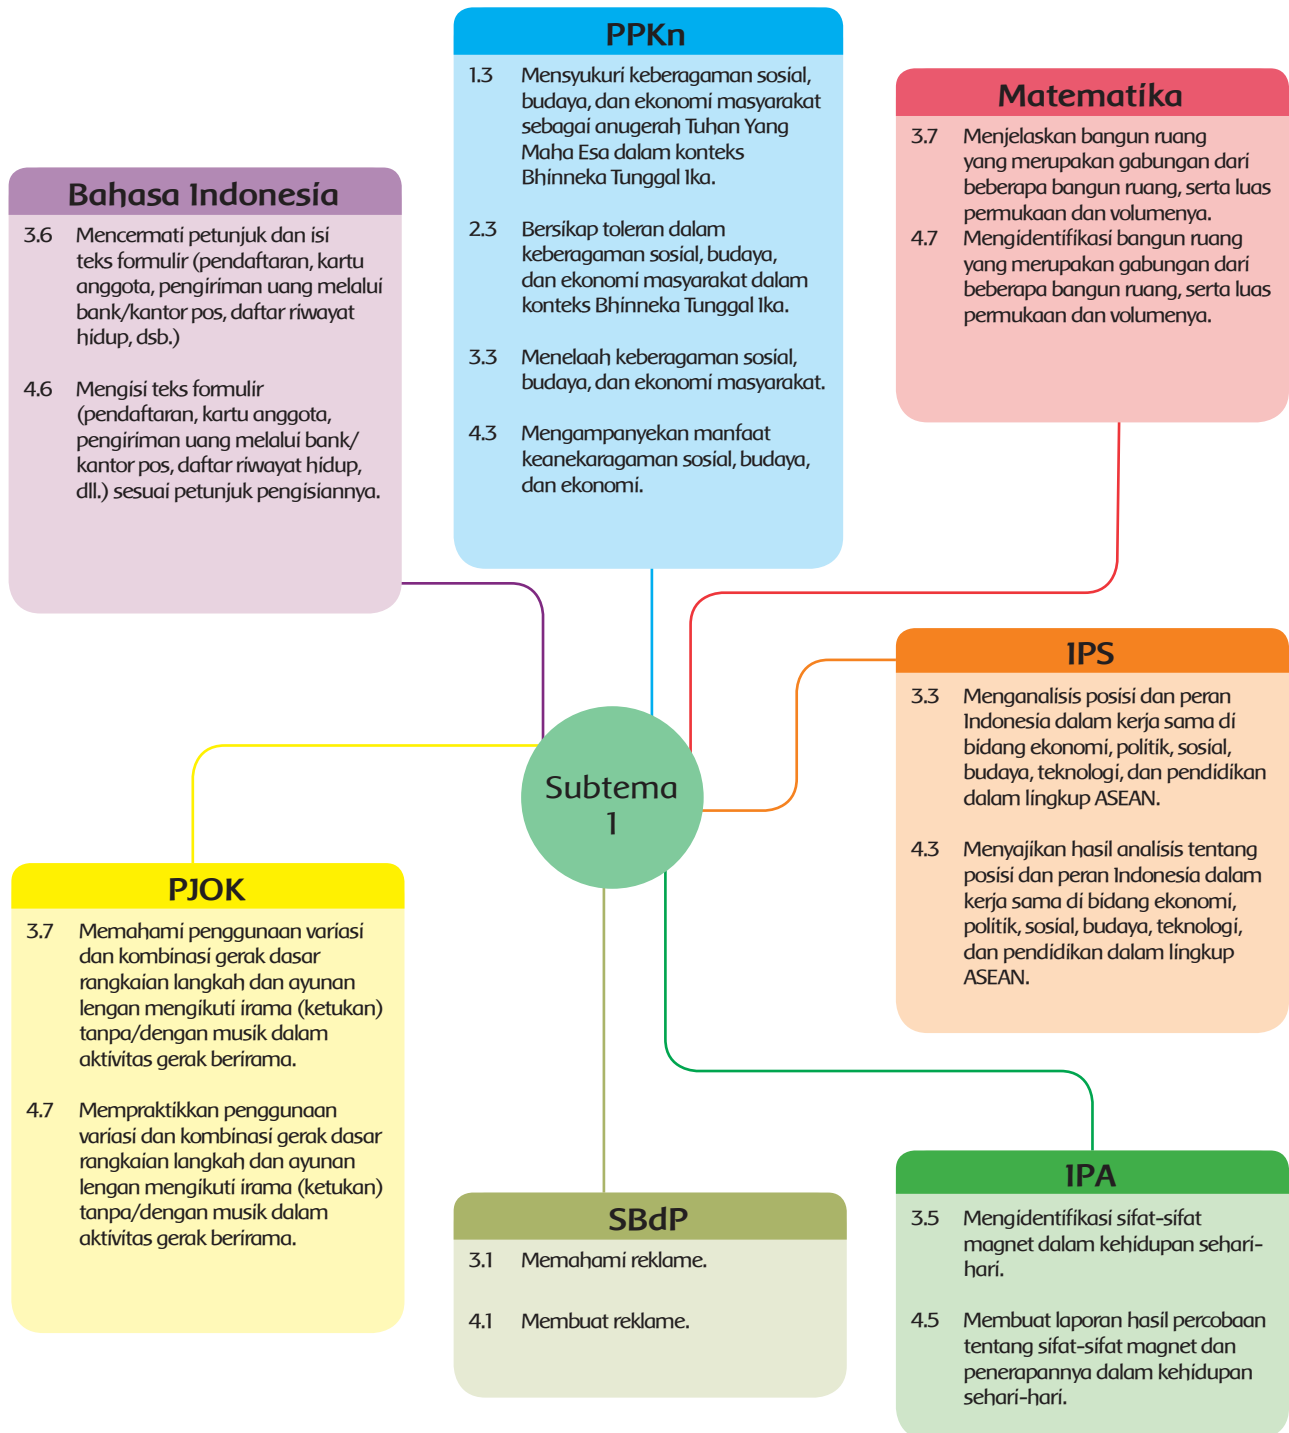 PPKn
1.3 Mensyukuri keberagaman sosial,
budaya, dan ekonomi masyarakat
sebagai anugerah Tuhan Yang
Maha Esa dalam konteks
Bhinneka Tunggal Ika.
2.3 Bersikap toleran dalam
keberagaman sosial, budaya,
dan ekonomi masyarakat dalam
konteks Bhinneka Tunggal Ika.
3.3 Menelaah keberagaman sosial,
budaya, dan ekonomi masyarakat.
4.3 Mengampanyekan manfaat
keanekaragaman sosial, budaya,
dan ekonomi.
Matematika
3.7 Menjelaskan bangun ruang
yang merupakan gabungan dari
beberapa bangun ruang, serta luas
permukaan dan volumenya.
4.7 Mengidentifikasi bangun ruang
yang merupakan gabungan dari
beberapa bangun ruang, serta luas
permukaan dan volumenya.
Bahasa Indonesia
3.6 Mencermati petunjuk dan isi
teks formulir (pendaftaran, kartu
anggota, pengiriman uang melalui
bank/kantor pos, daftar riwayat
hidup, dsb.)
4.6 Mengisi teks formulir
(pendaftaran, kartu anggota,
pengiriman uang melalui bank/
kantor pos, daftar riwayat hidup,
dll.) sesuai petunjuk pengisiannya.
IPS
3.3 Menganalisis posisi dan peran
Indonesia dalam kerja sama di
bidang ekonomi, politik, sosial,
budaya, teknologi, dan pendidikan
dalam lingkup ASEAN.
4.3 Menyajikan hasil analisis tentang
posisi dan peran Indonesia dalam
kerja sama di bidang ekonomi,
politik, sosial, budaya, teknologi,
dan pendidikan dalam lingkup
ASEAN.
Subtema
1
PJOK
3.7 Memahami penggunaan variasi
dan kombinasi gerak dasar
rangkaian langkah dan ayunan
lengan mengikuti irama (ketukan)
tanpa/dengan musik dalam
aktivitas gerak berirama.
4.7 Mempraktikkan penggunaan
variasi dan kombinasi gerak dasar
rangkaian langkah dan ayunan
lengan mengikuti irama (ketukan)
tanpa/dengan musik dalam
aktivitas gerak berirama.
SBdP
3.1 Memahami reklame.
4.1 Membuat reklame.
IPA
3.5 Mengidentifikasi sifat-sifat
magnet dalam kehidupan sehari-
hari.
4.5 Membuat laporan hasil percobaan
tentang sifat-sifat magnet dan
penerapannya dalam kehidupan
sehari-hari.